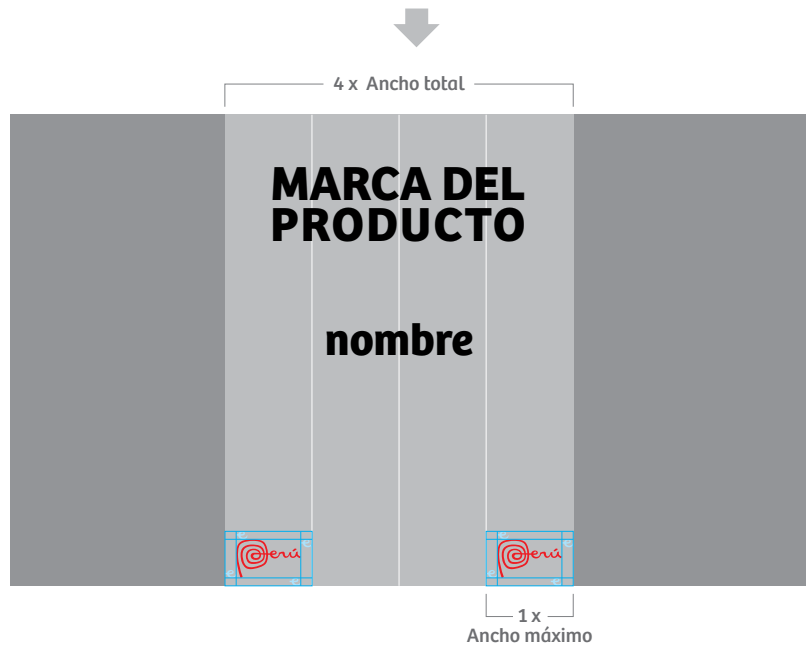 4 x Ancho total
MARCA DEL
PRODUCTO
nombre
Perú
Perú
1 x
Ancho máximo